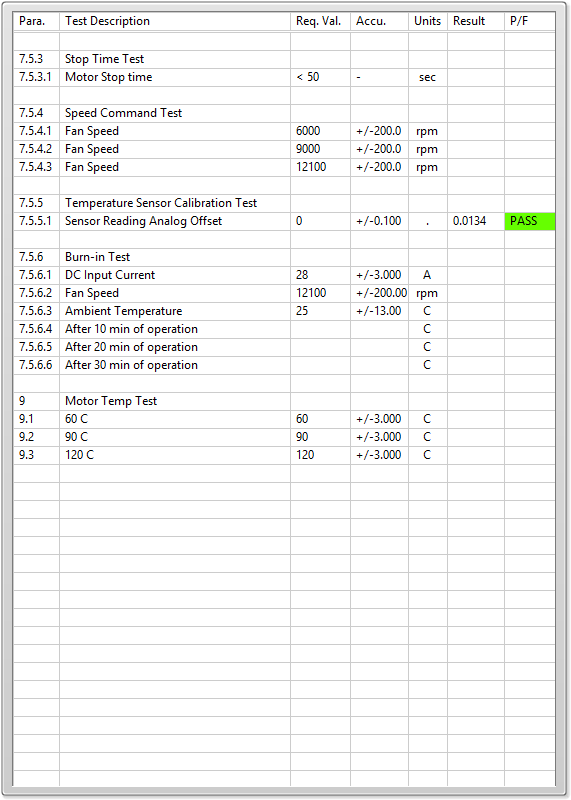 Para. Test Description Req. Val. Accu. Units Result P/F
7.5.3 Stop Time Test
7.5.3.1 Motor Stop time < 50 - sec
7.5.4 Speed Command Test
7.5.4.1 Fan Speed 6000 +/-200.0 rpm
7.5.4.2 Fan Speed 9000 +/-200.0 rpm
7.5.4.3 Fan Speed 12100 +/-200.0 rpm
7.5.5 Temperature Sensor Calibration Test
7.5.5.1 Sensor Reading Analog Offset 0 +/-0.100 . 0.0134 PASS
7.5.6 Burn-in Test
7.5.6.1 DC Input Current 28 +/-3.000 A
7.5.6.2 Fan Speed 12100 +/-200.00 rpm
7.5.6.3 Ambient Temperature 25 +/-13.00 C
7.5.6.4 After 10 min of operation C
7.5.6.5 After 20 min of operation C
7.5.6.6 After 30 min of operation C
9 Motor Temp Test
9.1 60 C 60 +/-3.000 C
9.2 90 C 90 +/-3.000 C
9.3 120 C 120 +/-3.000 C